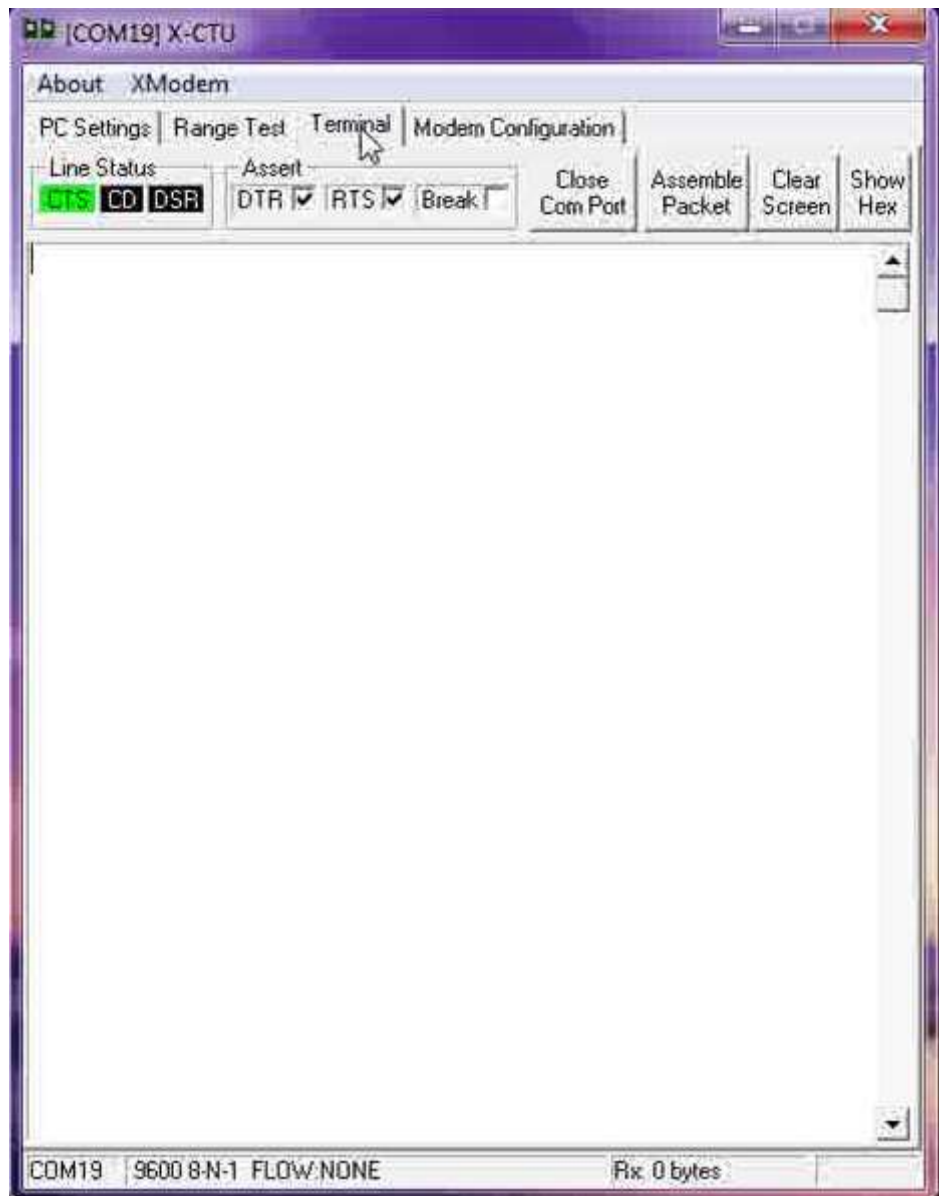 [COM19] X-CTU
About XModem
PC Settings Range Test Terminal Modem Configuration
Line Status
CTS CD DSR
Assert
DTR RTS Break
Close Com Port
Assemble Packet
Clear Screen
Show Hex
COM19 9600 8-N-1 FLOW:NONE Rx: 0 bytes